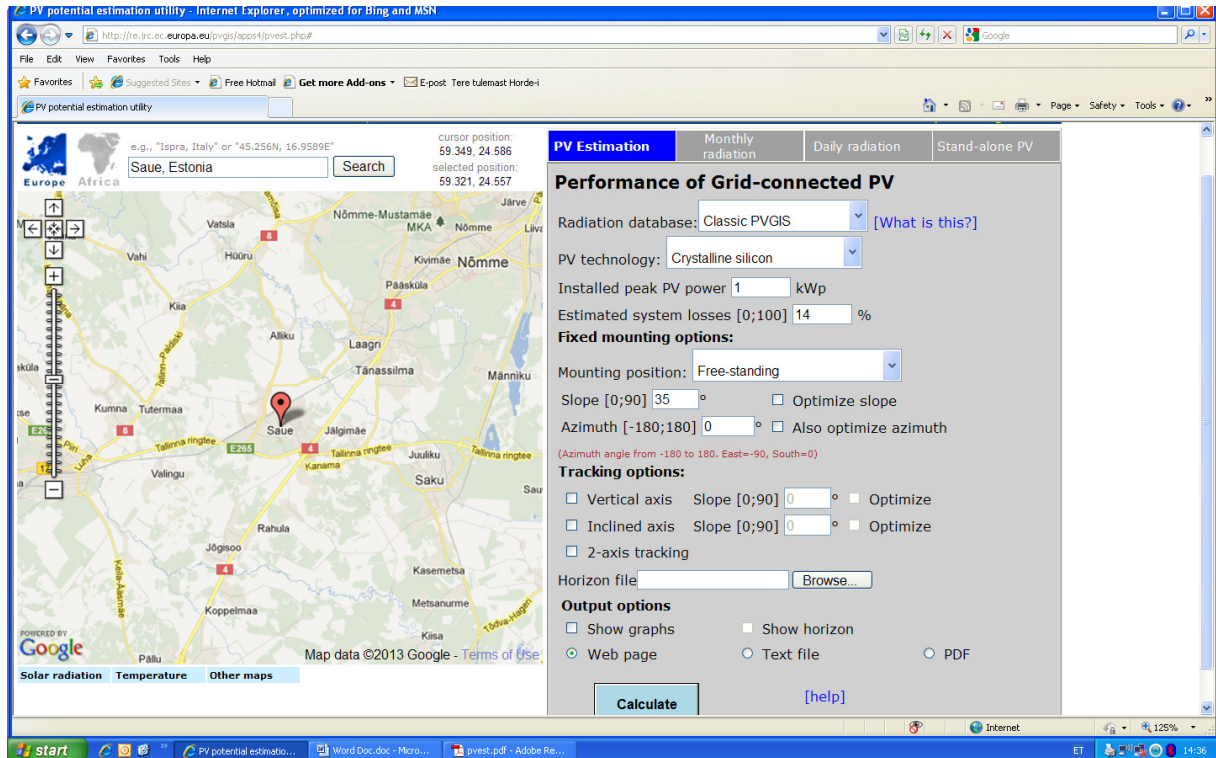 PV potential estimation utility - Internet Explorer, optimized for Bing and MSN
http://re.jrc.ec.europa.eu/pvgis/apps4/pvest.php#
Google
File Edit View Favorites Tools Help
Favorites Suggested Sites Free Hotmail Get more Add-ons E-post Tere tulemast Horde-i
PV potential estimation utility
Page Safety Tools
Europe Africa
e.g., "Ispra, Italy" or "45.256N, 16.9589E"
Saue, Estonia Search
cursor position:
59.349, 24.586
selected position:
59.321, 24.557
Järve
Nõmme-Mustamäe
MKA
Nõmme
Vatsla
8
Vahi
Hüüru
Kivimäe Nõmme
Pääsküla
4
Kiia
Alliku
Laagri
Tänassilma
Männiku
Kumna Tutermaa
Saue
Jälgimäe
8
Tallinna ringtee
E265
4
Tallinna ringtee
Juuliku
Tallinna ringtee
Kanama
Valingu
Saku
Rahula
Jõgisoo
4
Kasemetsa
Koppelmaa
Metsanurme
Kiisa
Pällu
POWERED BY
Google
Map data ©2013 Google - Terms of Use
Solar radiation Temperature Other maps
PV Estimation
Monthly radiation
Daily radiation
Stand-alone PV
Performance of Grid-connected PV
Radiation database: Classic PVGIS [What is this?]
PV technology: Crystalline silicon
Installed peak PV power 1 kWp
Estimated system losses [0;100] 14 %
Fixed mounting options:
Mounting position: Free-standing
Slope [0;90] 35 º Optimize slope
Azimuth [-180;180] 0 º Also optimize azimuth
(Azimuth angle from -180 to 180. East=-90, South=0)
Tracking options:
Vertical axis Slope [0;90] 0 º Optimize
Inclined axis Slope [0;90] 0 º Optimize
2-axis tracking
Horizon file Browse...
Output options
Show graphs Show horizon
Web page Text file PDF
Calculate [help]
Internet 125%
start PV potential estimatio... Word Doc.doc - Micro... pvest.pdf - Adobe Re... ET 14:36